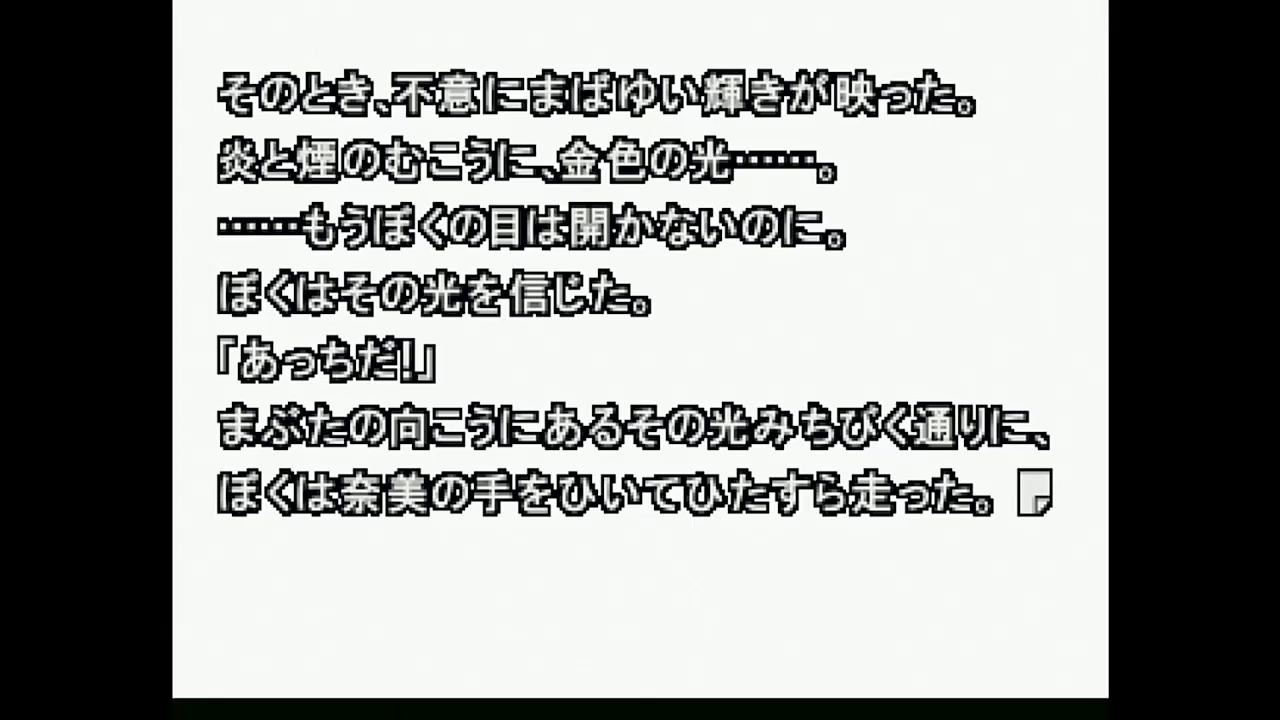 そのとき、不意にまばゆい輝きが映った。
炎と煙のむこうに、金色の光……。
……もうぼくの目は開かないのに。
ぼくはその光を信じた。
「あっちだ!」
まぶたの向こうにあるその光みちびく通りに、
ぼくは奈美の手をひいてひたすら走った。